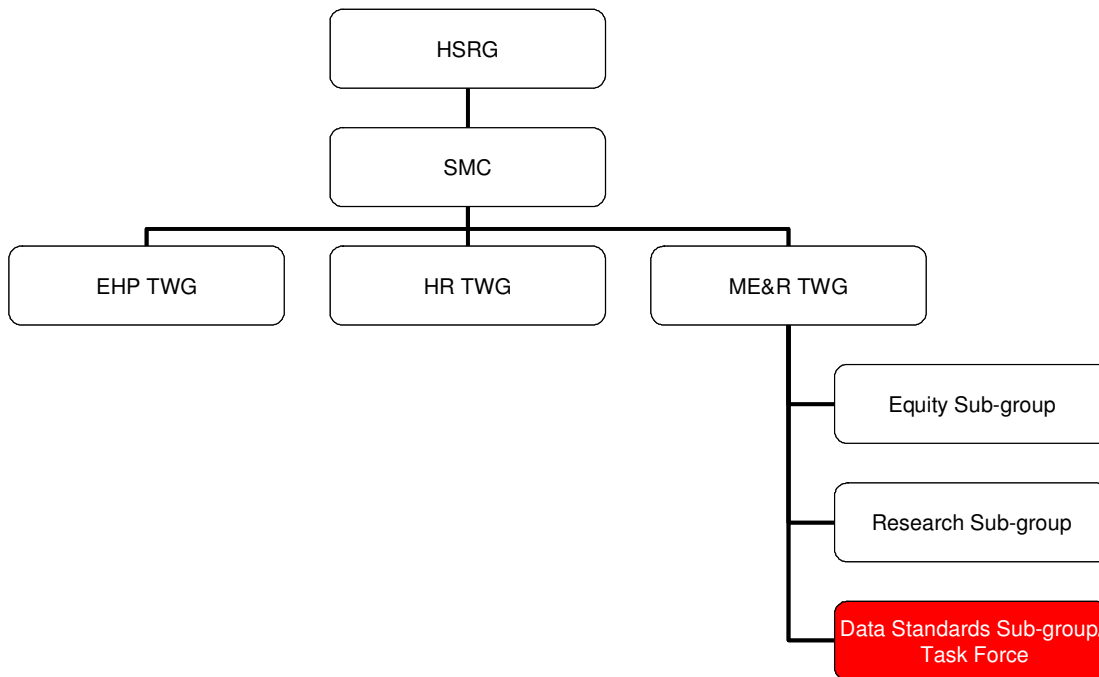 HSRG
SMC
EHP TWG
HR TWG
ME&R TWG
Equity Sub-group
Research Sub-group
Data Standards Sub-group/
Task Force